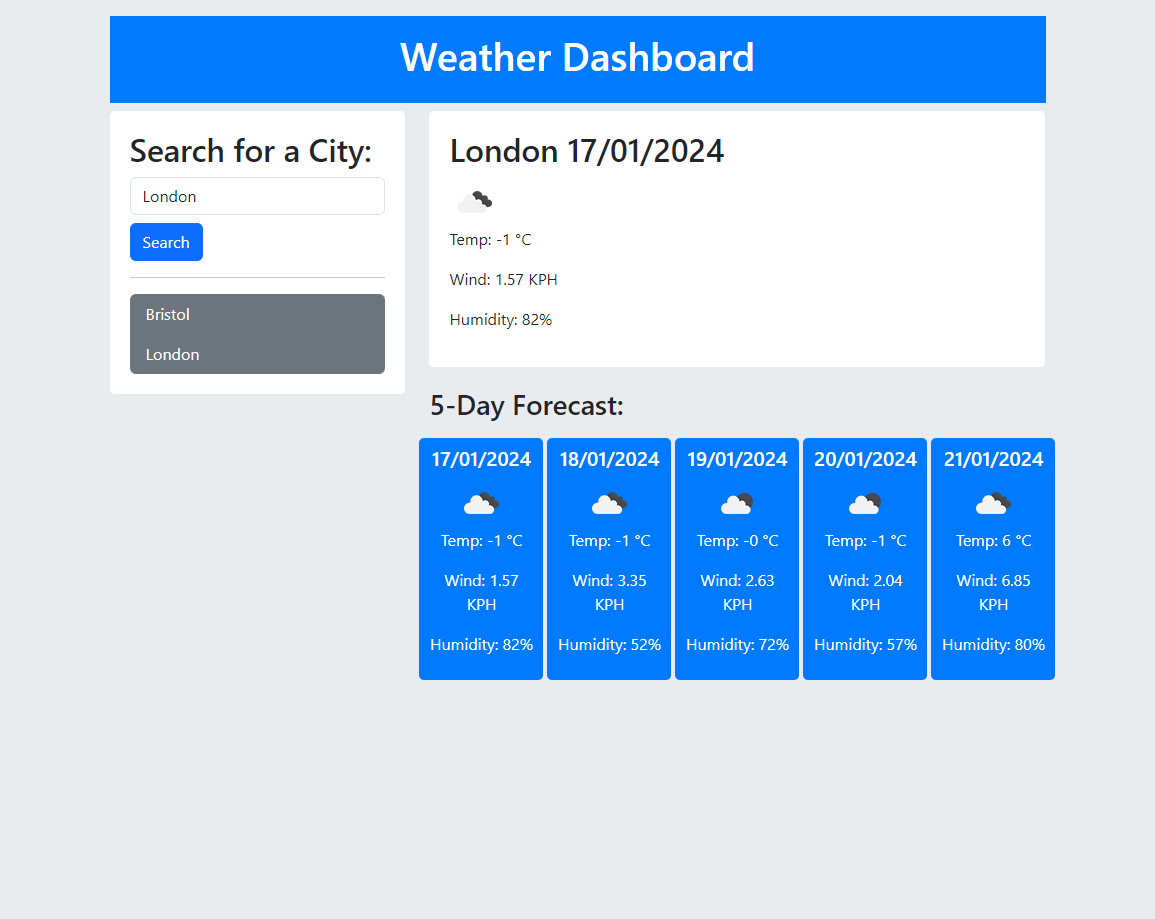 Weather Dashboard
Search for a City:
London
Search
Bristol
London
London 17/01/2024
Temp: -1 °C
Wind: 1.57 KPH
Humidity: 82%
5-Day Forecast:
17/01/2024
Temp: -1 °C
Wind: 1.57
KPH
Humidity: 82%
18/01/2024
Temp: -1 °C
Wind: 3.35
KPH
Humidity: 52%
19/01/2024
Temp: -0 °C
Wind: 2.63
KPH
Humidity: 72%
20/01/2024
Temp: -1 °C
Wind: 2.04
KPH
Humidity: 57%
21/01/2024
Temp: 6 °C
Wind: 6.85
KPH
Humidity: 80%